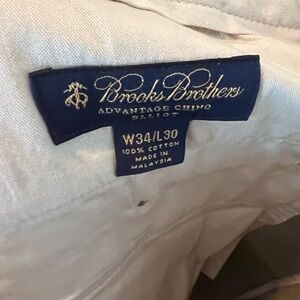 Brooks Brothers
ADVANTAGE CHINO
ELLIOT
W34/L30
100% COTTON
MADE IN
MALAYSIA